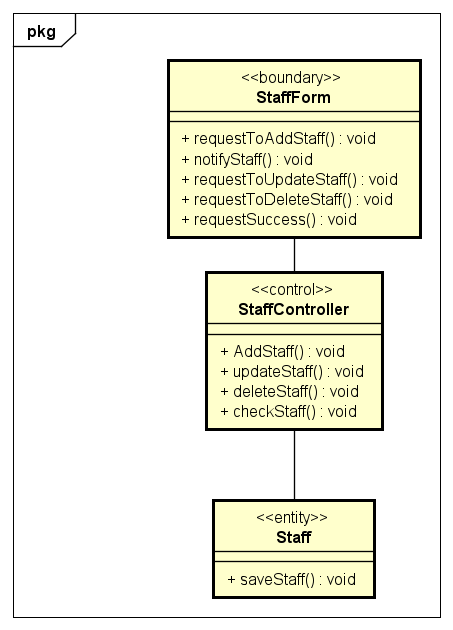 pkg
<<boundary>>
StaffForm
+ requestToAddStaff() : void
+ notifyStaff() : void
+ requestToUpdateStaff() : void
+ requestToDeleteStaff() : void
+ requestSuccess() : void
<<control>>
StaffController
+ AddStaff() : void
+ updateStaff() : void
+ deleteStaff() : void
+ checkStaff() : void
<<entity>>
Staff
+ saveStaff() : void